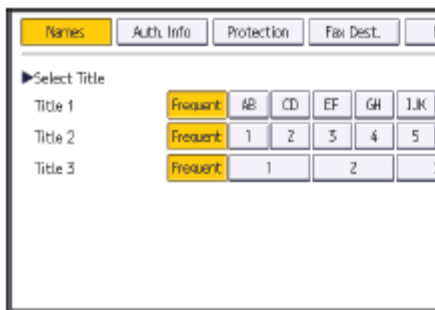 Names Auth. Info Protection Fax Dest.
▶Select Title
Title 1 Frequent AB CD EF GH IJK
Title 2 Frequent 1 2 3 4 5
Title 3 Frequent 1 2